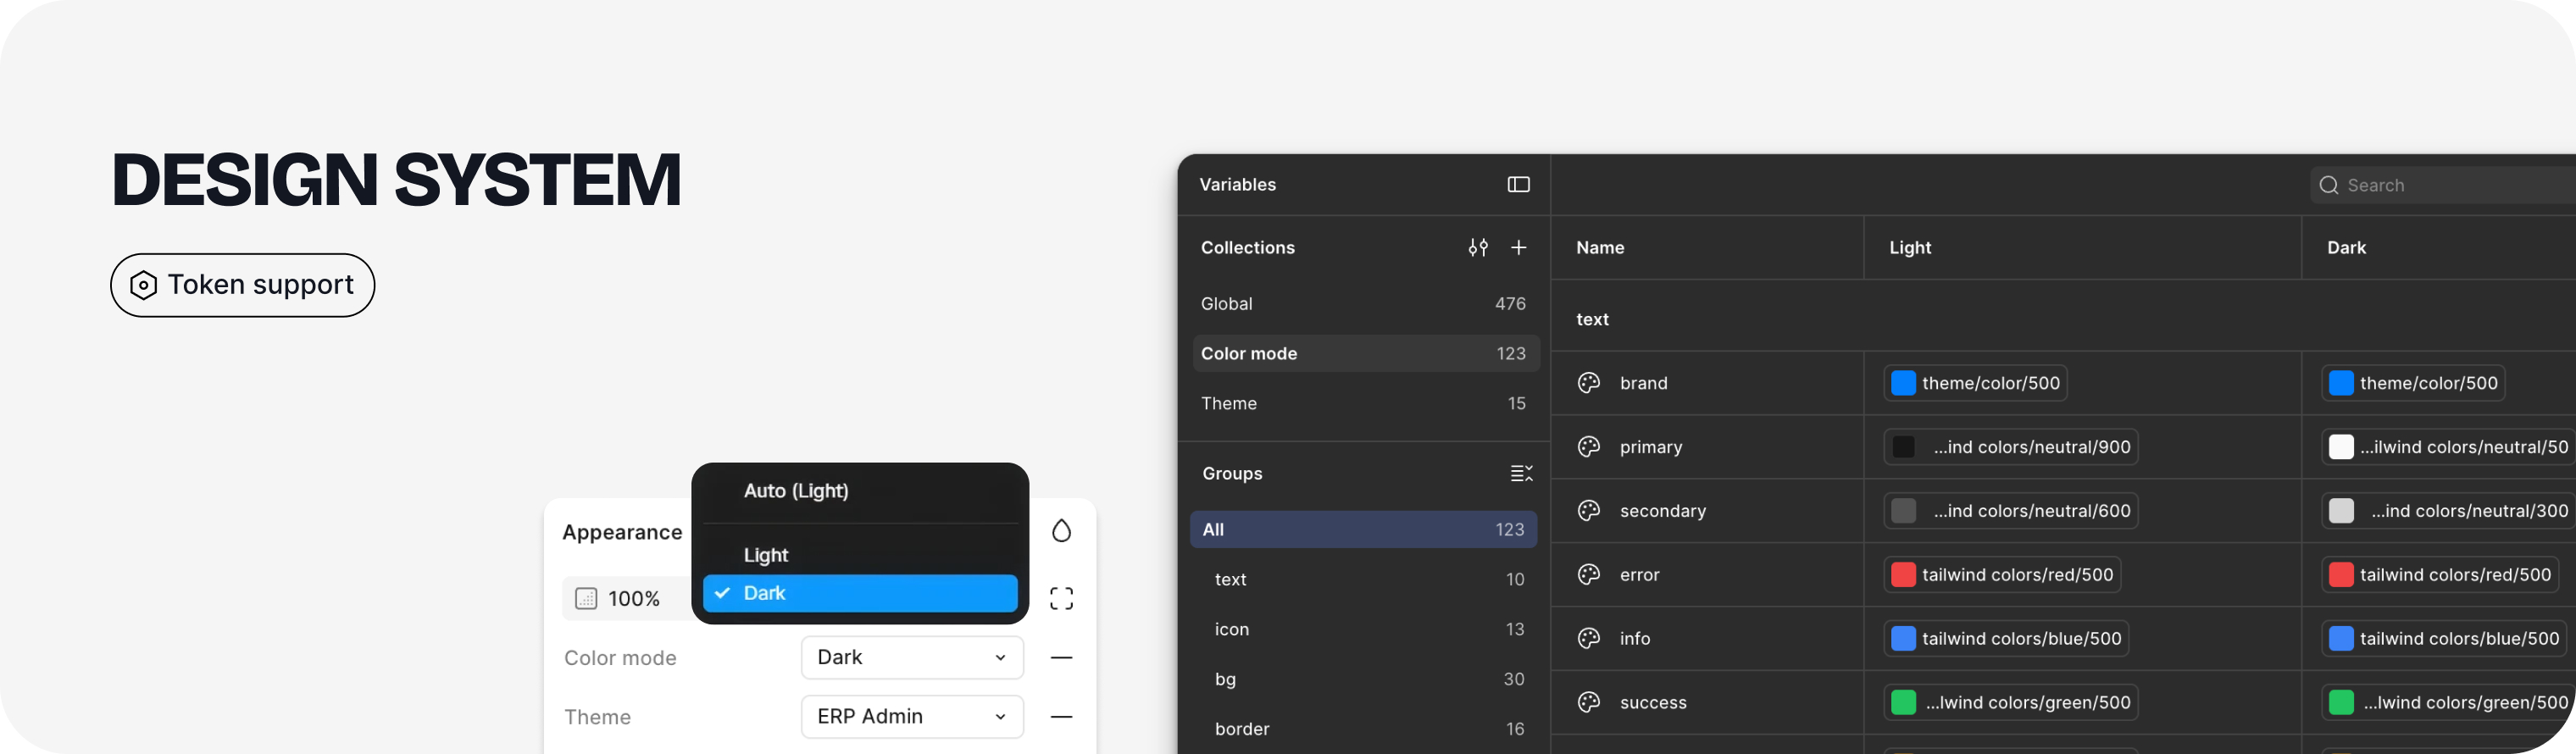 DESIGN SYSTEM
Token support
Appearance
Auto (Light)
Light
Dark
100%
Color mode
Dark
Theme
ERP Admin
Variables
Search
Collections
Global 476
Color mode 123
Theme 15
Groups
All 123
text 10
icon 13
bg 30
border 16
Name Light Dark
text
brand theme/color/500 theme/color/500
primary ...ind colors/neutral/900 ...ilwind colors/neutral/50
secondary ...ind colors/neutral/600 ...ind colors/neutral/300
error tailwind colors/red/500 tailwind colors/red/500
info tailwind colors/blue/500 tailwind colors/blue/500
success ...lwind colors/green/500 ...lwind colors/green/500